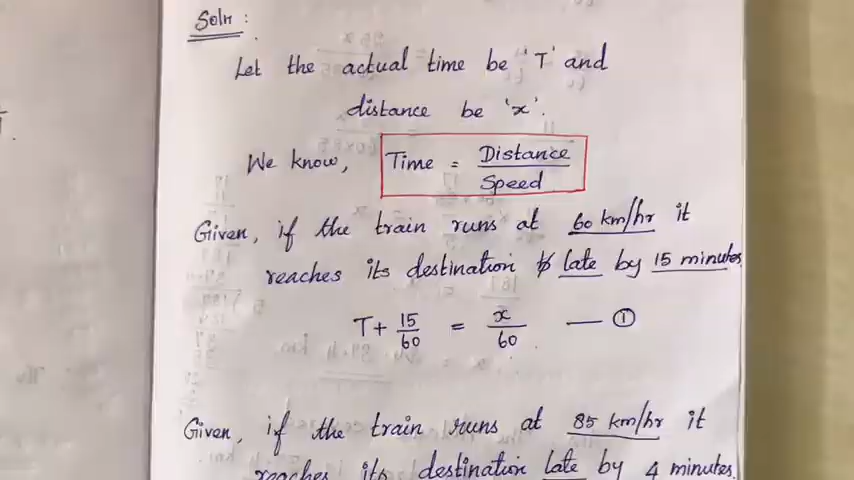 Soln :
Let the actual time be 'T' and
distance be 'x'.
We know, Time = Distance / Speed
Given, if the train runs at 60 km/hr it
reaches its destination late by 15 minutes.
T + 15/60 = x/60 — ①
Given, if the train runs at 85 km/hr it
reaches its destination late by 4 minutes.